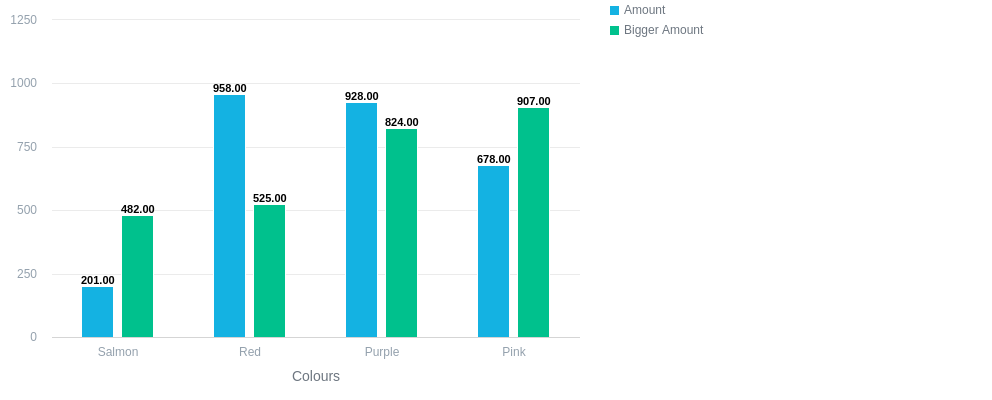 Amount
Bigger Amount
1250
1000
750
500
250
0
201.00
482.00
958.00
525.00
928.00
824.00
678.00
907.00
Salmon
Red
Purple
Pink
Colours